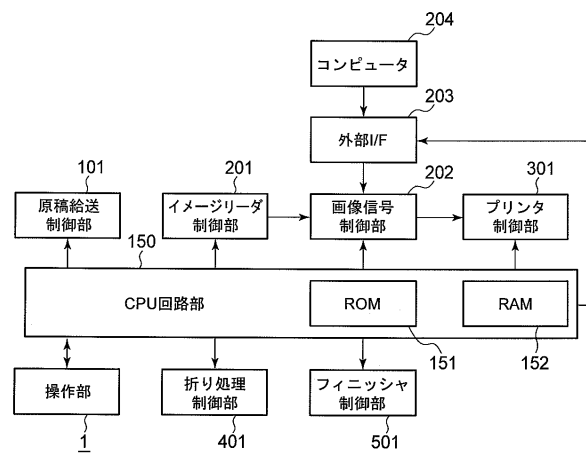 204
コンピュータ
203
外部I/F
101
201
202
301
原稿給送
制御部
イメージリーダ
制御部
画像信号
制御部
プリンタ
制御部
150
CPU回路部
ROM
RAM
151
152
操作部
折り処理
制御部
フィニッシャ
制御部
1
401
501